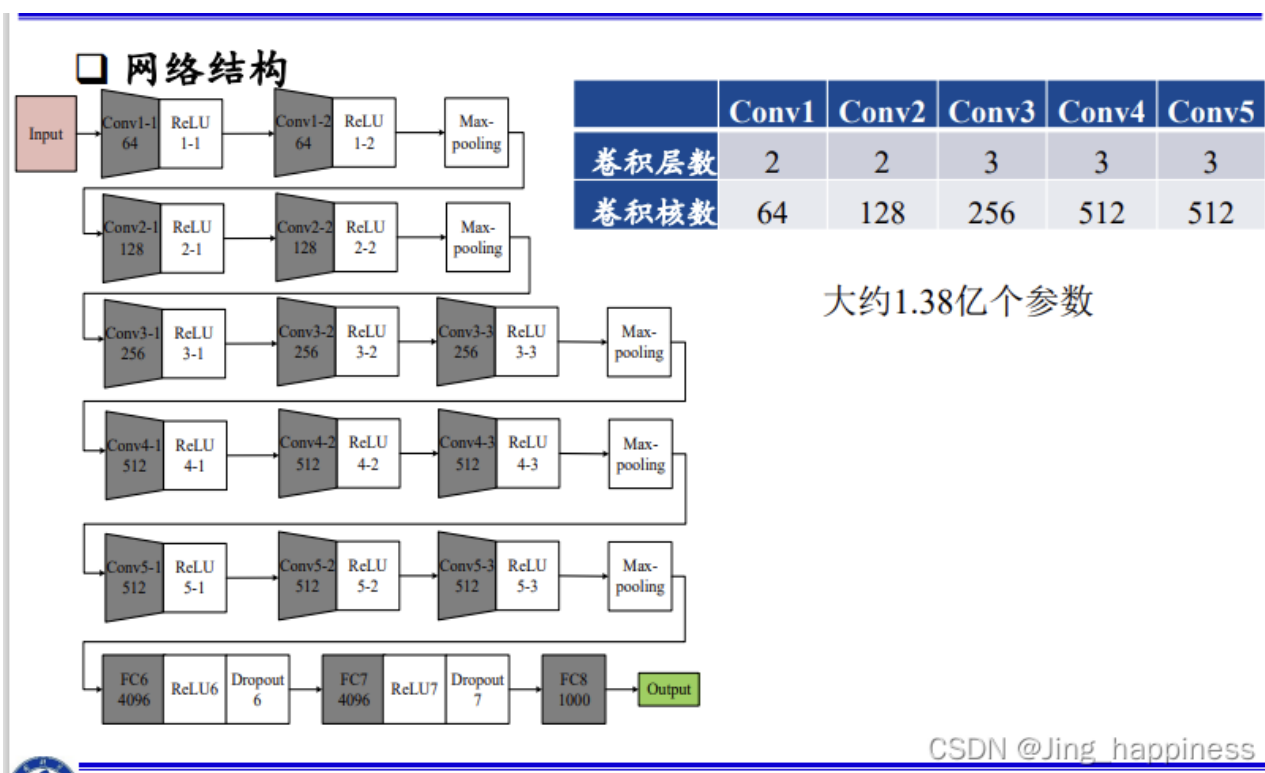 网络结构
Input
Conv1-1
64
ReLU
1-1
Conv1-2
64
ReLU
1-2
Max-
pooling
Conv2-1
128
ReLU
2-1
Conv2-2
128
ReLU
2-2
Max-
pooling
Conv3-1
256
ReLU
3-1
Conv3-2
256
ReLU
3-2
Conv3-3
256
ReLU
3-3
Max-
pooling
Conv4-1
512
ReLU
4-1
Conv4-2
512
ReLU
4-2
Conv4-3
512
ReLU
4-3
Max-
pooling
Conv5-1
512
ReLU
5-1
Conv5-2
512
ReLU
5-2
Conv5-3
512
ReLU
5-3
Max-
pooling
FC6
4096
ReLU6
Dropout
6
FC7
4096
ReLU7
Dropout
7
FC8
1000
Output
Conv1 Conv2 Conv3 Conv4 Conv5
卷积层数 2 2 3 3 3
卷积核数 64 128 256 512 512
大约1.38亿个参数
CSDN @Jing_happiness